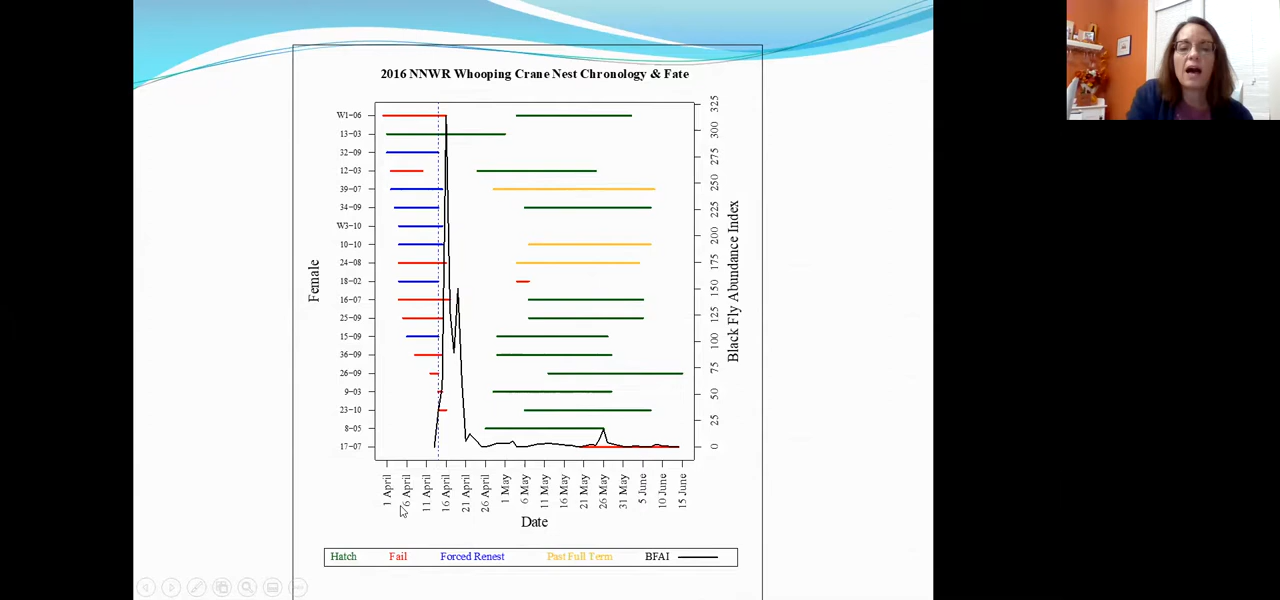 2016 NNWR Whooping Crane Nest Chronology & Fate
Female
W1-06
13-03
32-09
12-03
39-07
34-09
W3-10
10-10
24-08
18-02
16-07
25-09
15-09
36-09
26-09
9-03
23-10
8-05
17-07
325
300
275
250
225
200
175
150
125
100
75
50
25
0
Black Fly Abundance Index
1 April
6 April
11 April
16 April
21 April
26 April
1 May
6 May
11 May
16 May
21 May
26 May
31 May
5 June
10 June
15 June
Date
Hatch Fail Forced Renest Past Full Term BFAI